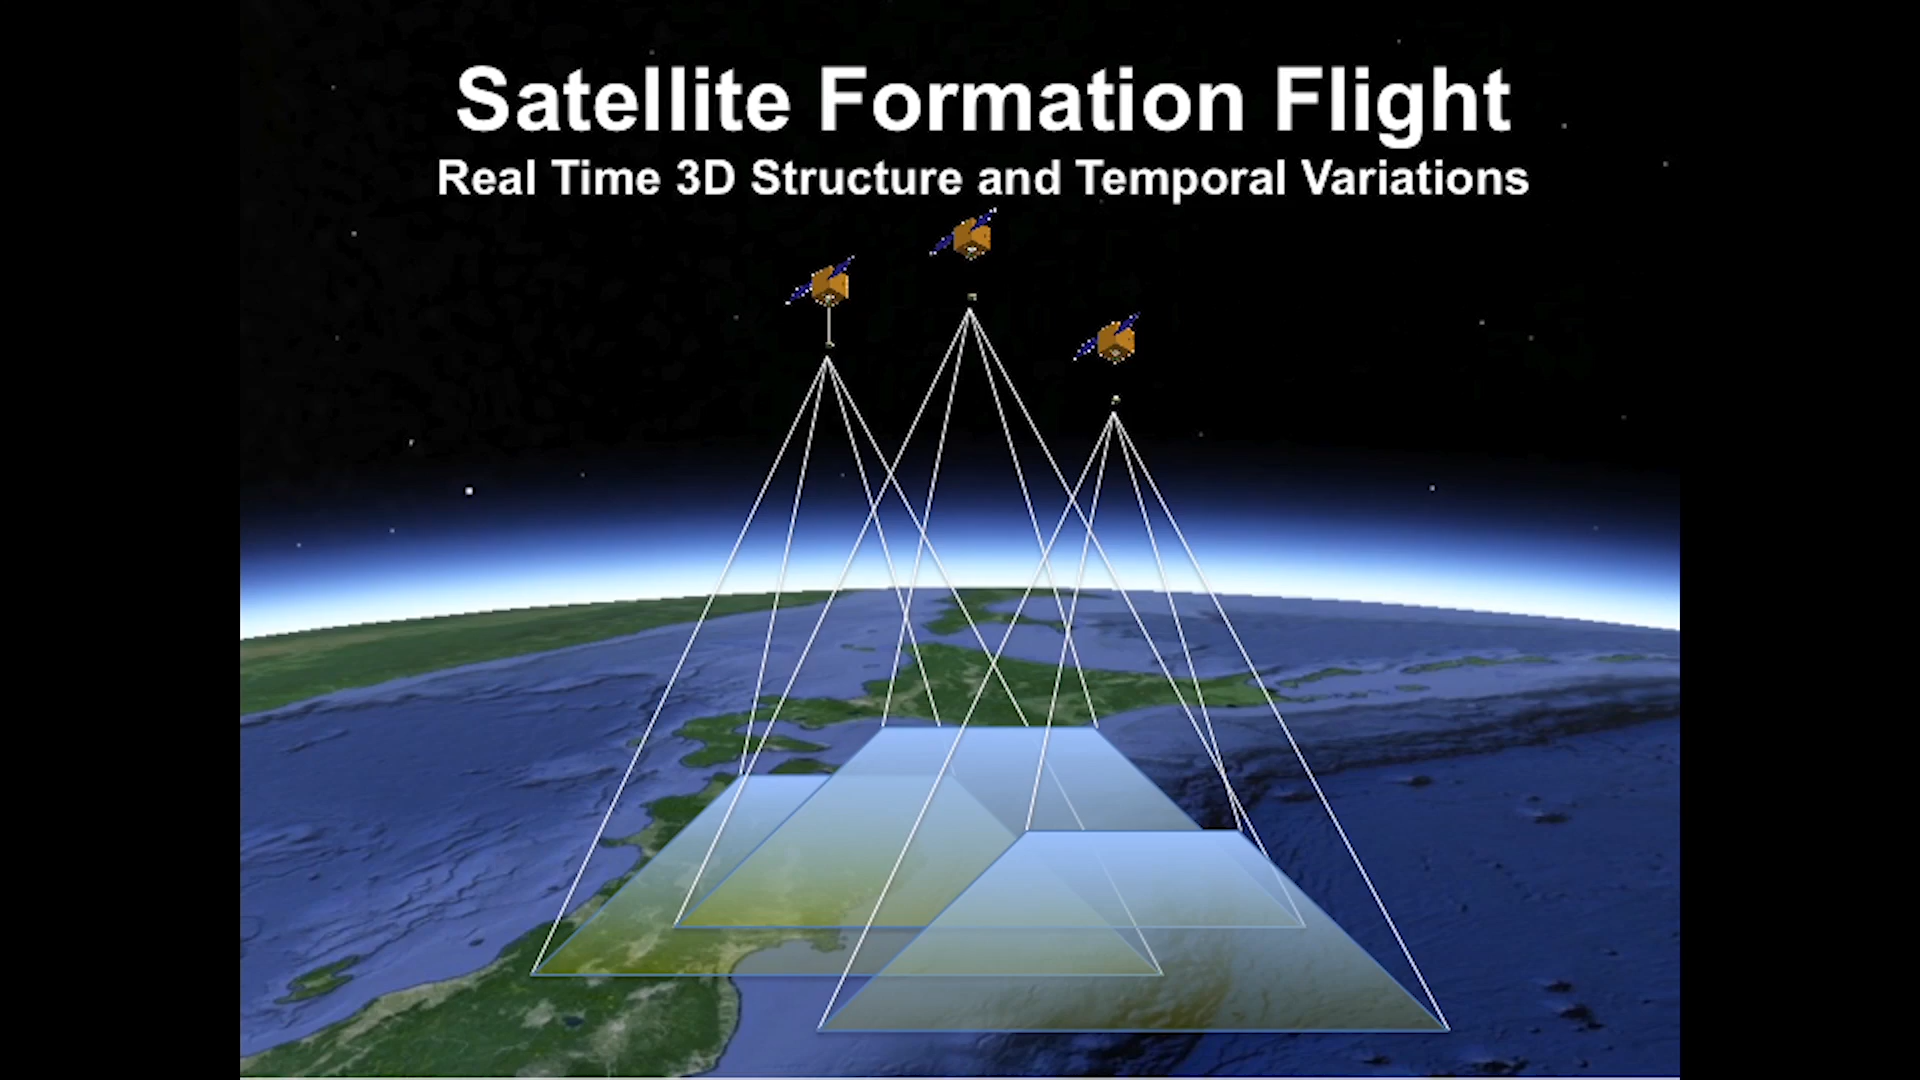 Satellite Formation Flight
Real Time 3D Structure and Temporal Variations